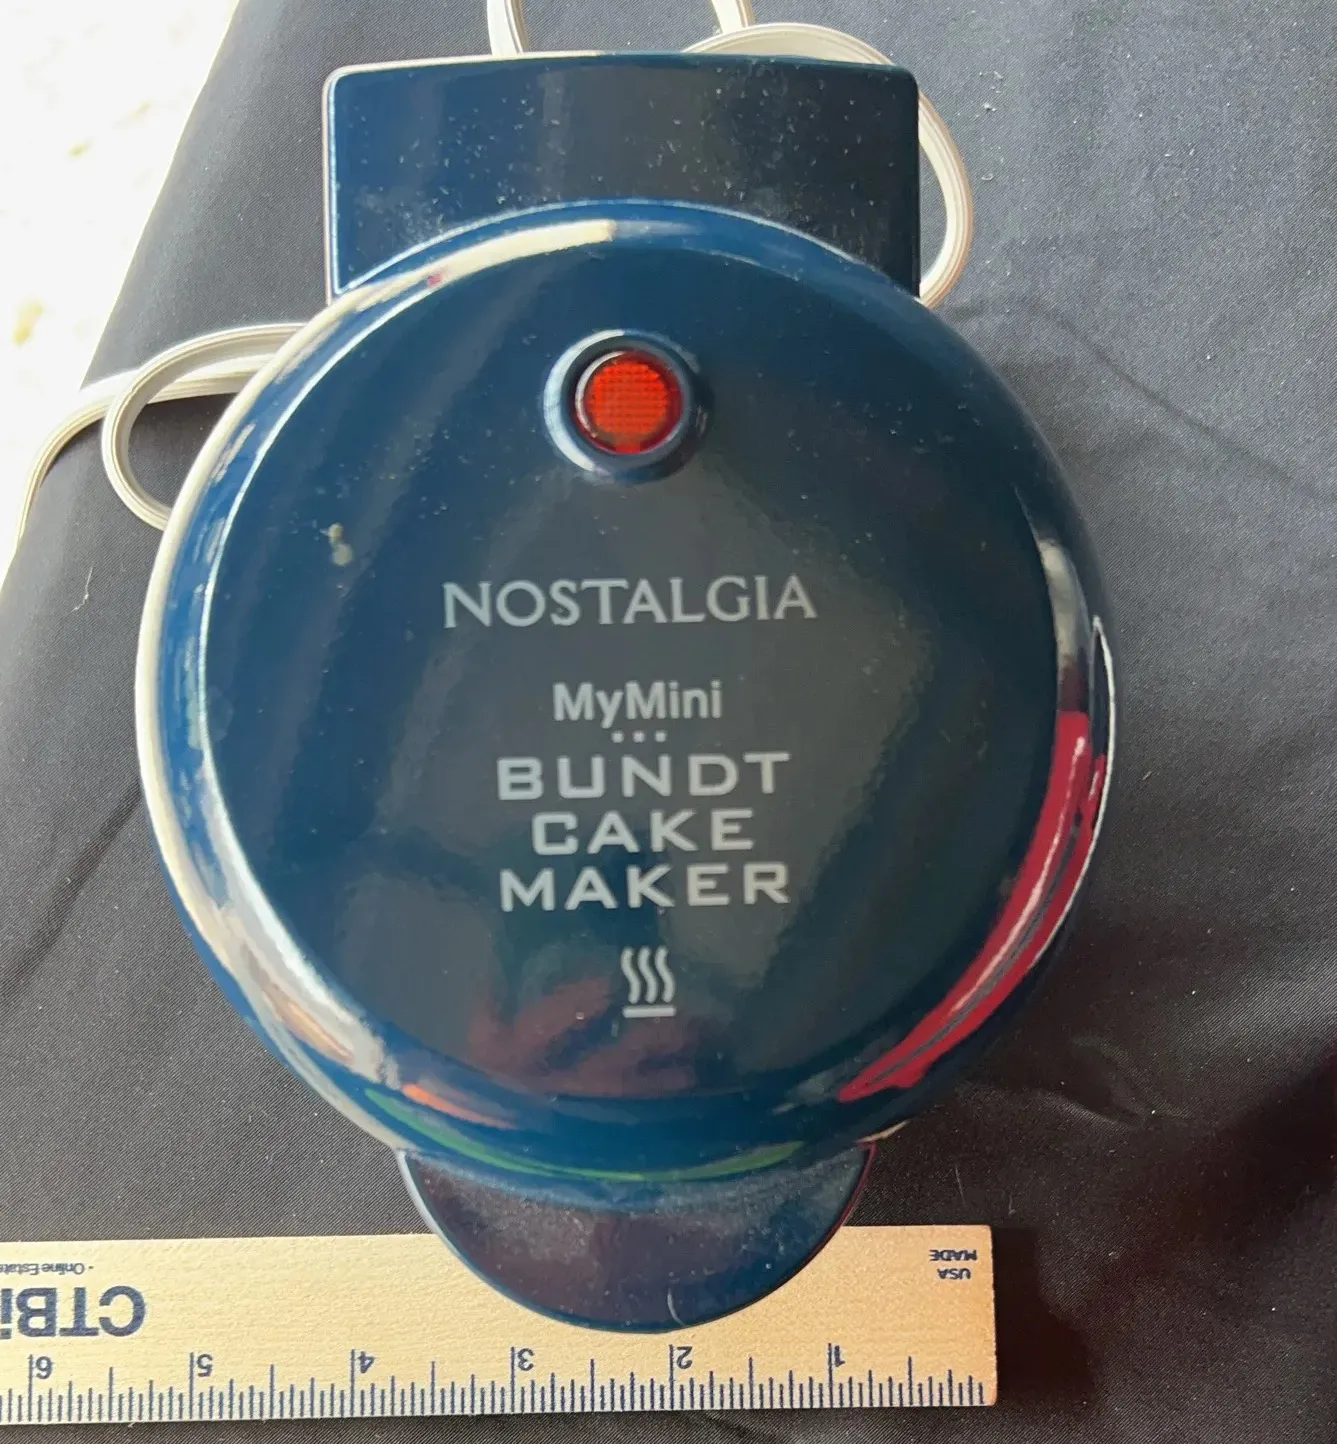 NOSTALGIA
MyMini
BUNDT
CAKE
MAKER
MADE
USA
- Online Estate
CTBi
6 5 4 3 2 1